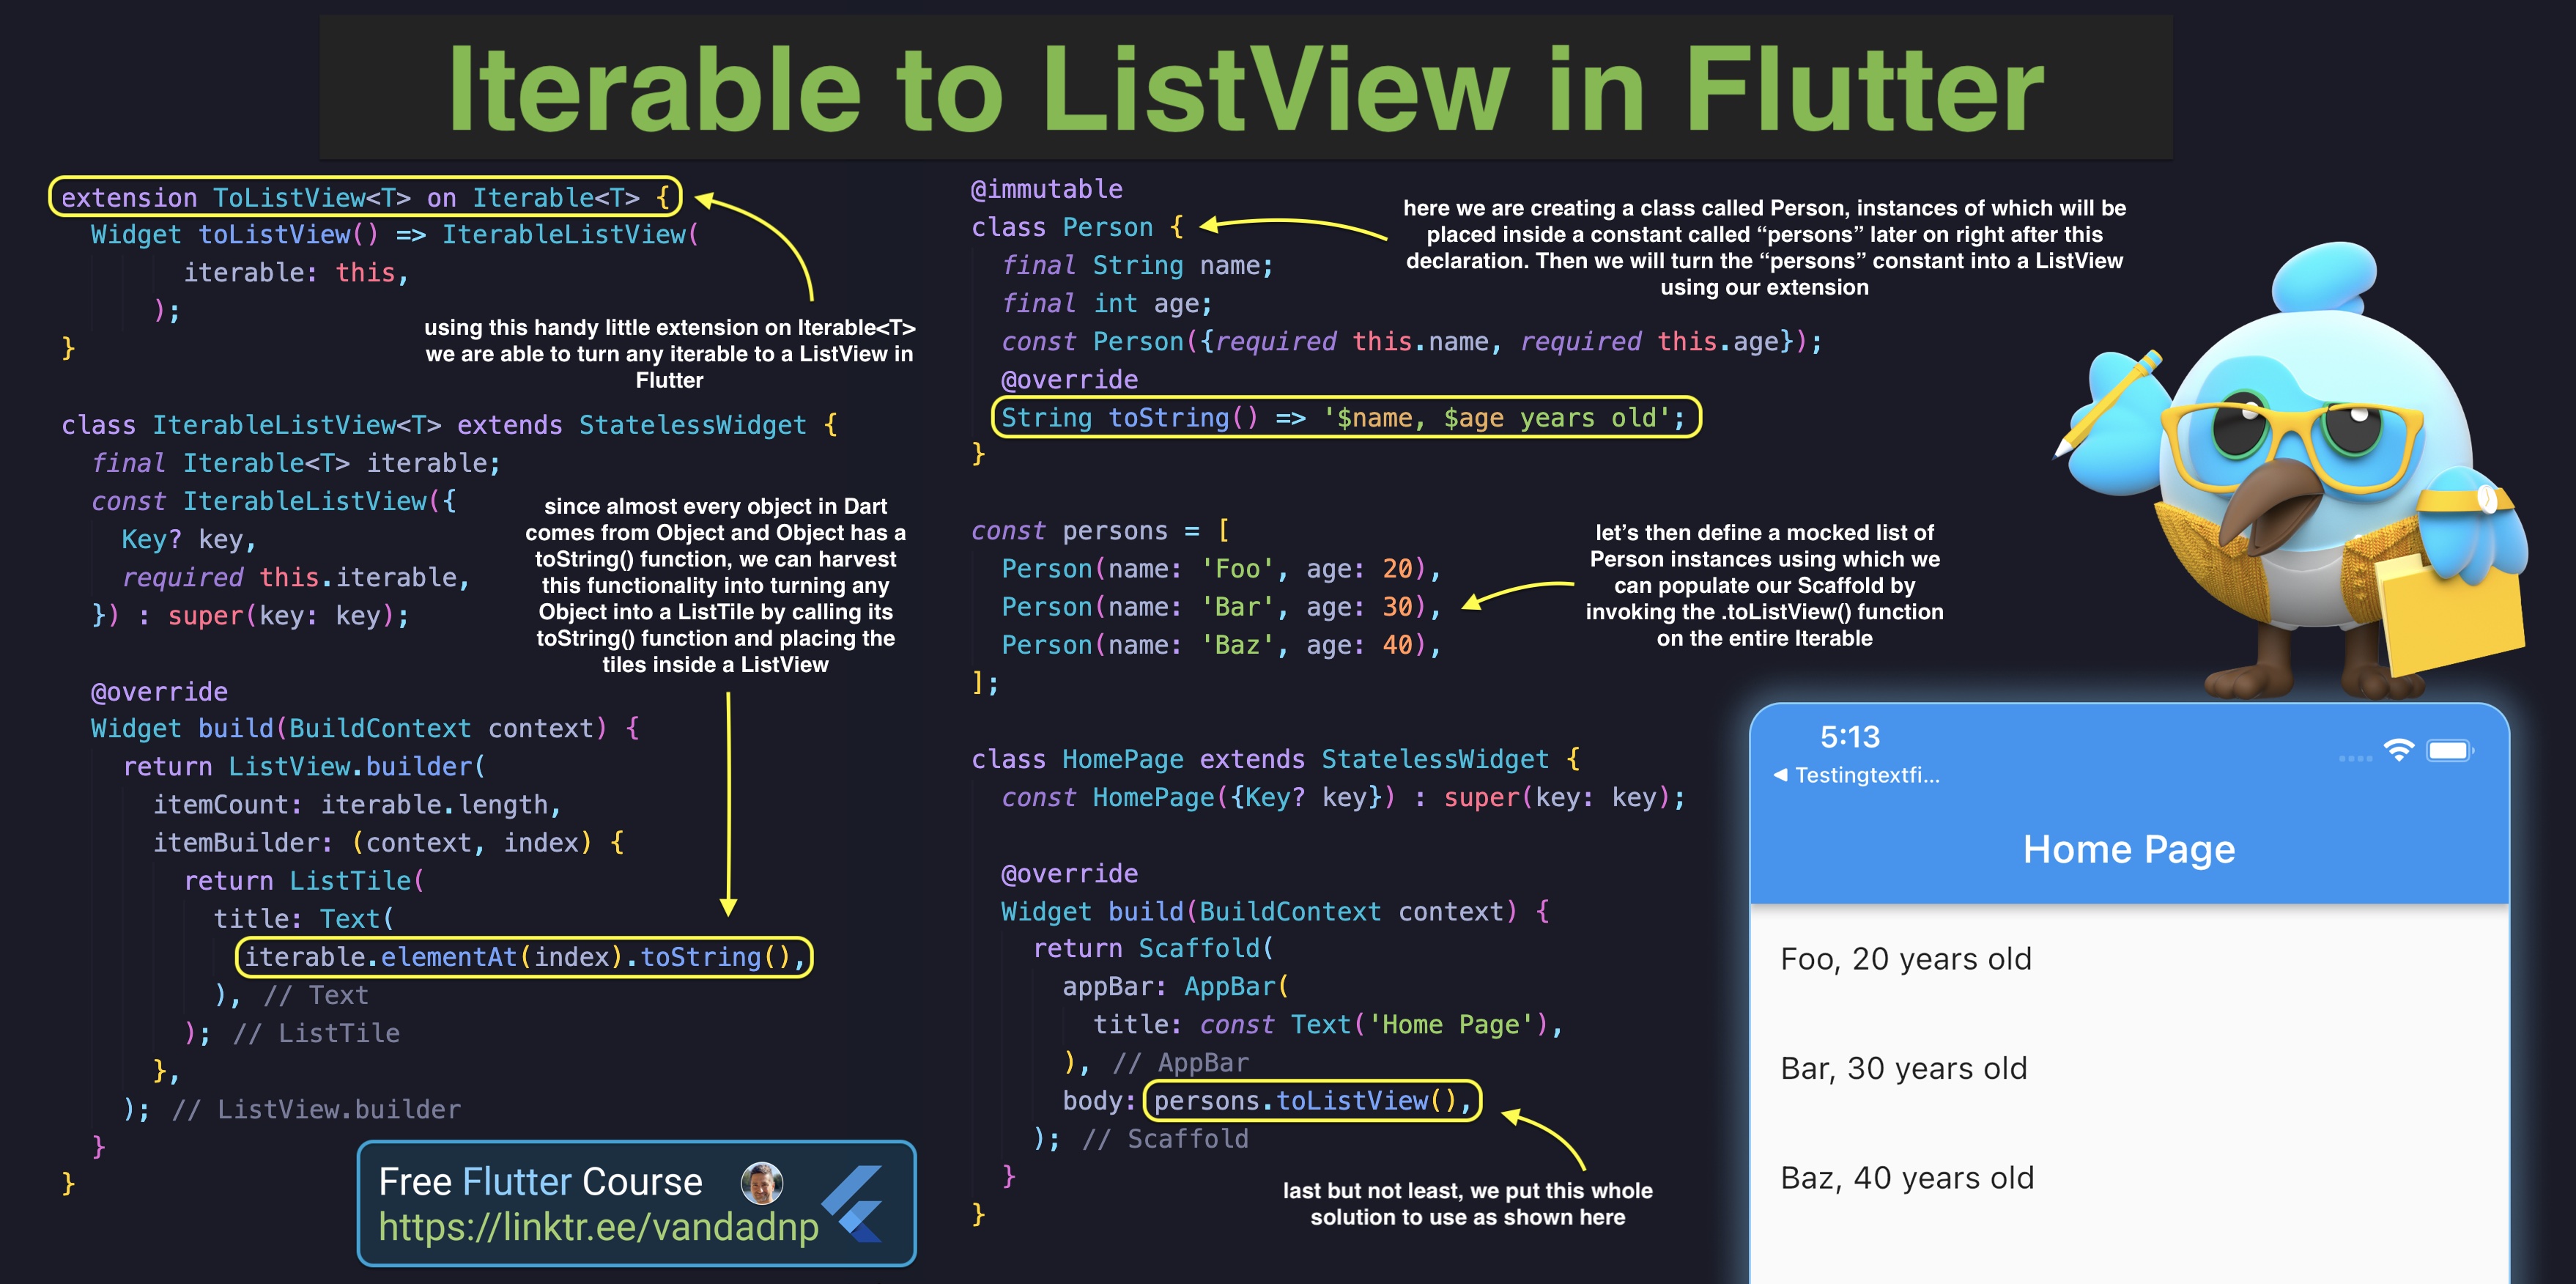 Iterable to ListView in Flutter
extension ToListView<T> on Iterable<T> {
  Widget toListView() => IterableListView(
        iterable: this,
      );
}
using this handy little extension on Iterable<T>
we are able to turn any iterable to a ListView in
Flutter
class IterableListView<T> extends StatelessWidget {
  final Iterable<T> iterable;
  const IterableListView({
    Key? key,
    required this.iterable,
  }) : super(key: key);
since almost every object in Dart
comes from Object and Object has a
toString() function, we can harvest
this functionality into turning any
Object into a ListTile by calling its
toString() function and placing the
tiles inside a ListView
  @override
  Widget build(BuildContext context) {
    return ListView.builder(
      itemCount: iterable.length,
      itemBuilder: (context, index) {
        return ListTile(
          title: Text(
            iterable.elementAt(index).toString(),
          ), // Text
        ); // ListTile
      },
    ); // ListView.builder
  }
}
Free Flutter Course
https://linktr.ee/vandadnp
@immutable
class Person {
  final String name;
  final int age;
  const Person({required this.name, required this.age});
  @override
  String toString() => '$name, $age years old';
}
here we are creating a class called Person, instances of which will be
placed inside a constant called “persons” later on right after this
declaration. Then we will turn the “persons” constant into a ListView
using our extension
const persons = [
  Person(name: 'Foo', age: 20),
  Person(name: 'Bar', age: 30),
  Person(name: 'Baz', age: 40),
];
let’s then define a mocked list of
Person instances using which we
can populate our Scaffold by
invoking the .toListView() function
on the entire Iterable
class HomePage extends StatelessWidget {
  const HomePage({Key? key}) : super(key: key);
  @override
  Widget build(BuildContext context) {
    return Scaffold(
      appBar: AppBar(
        title: const Text('Home Page'),
      ), // AppBar
      body: persons.toListView(),
    ); // Scaffold
  }
}
last but not least, we put this whole
solution to use as shown here
5:13
◀ Testingtextfi...
Home Page
Foo, 20 years old
Bar, 30 years old
Baz, 40 years old